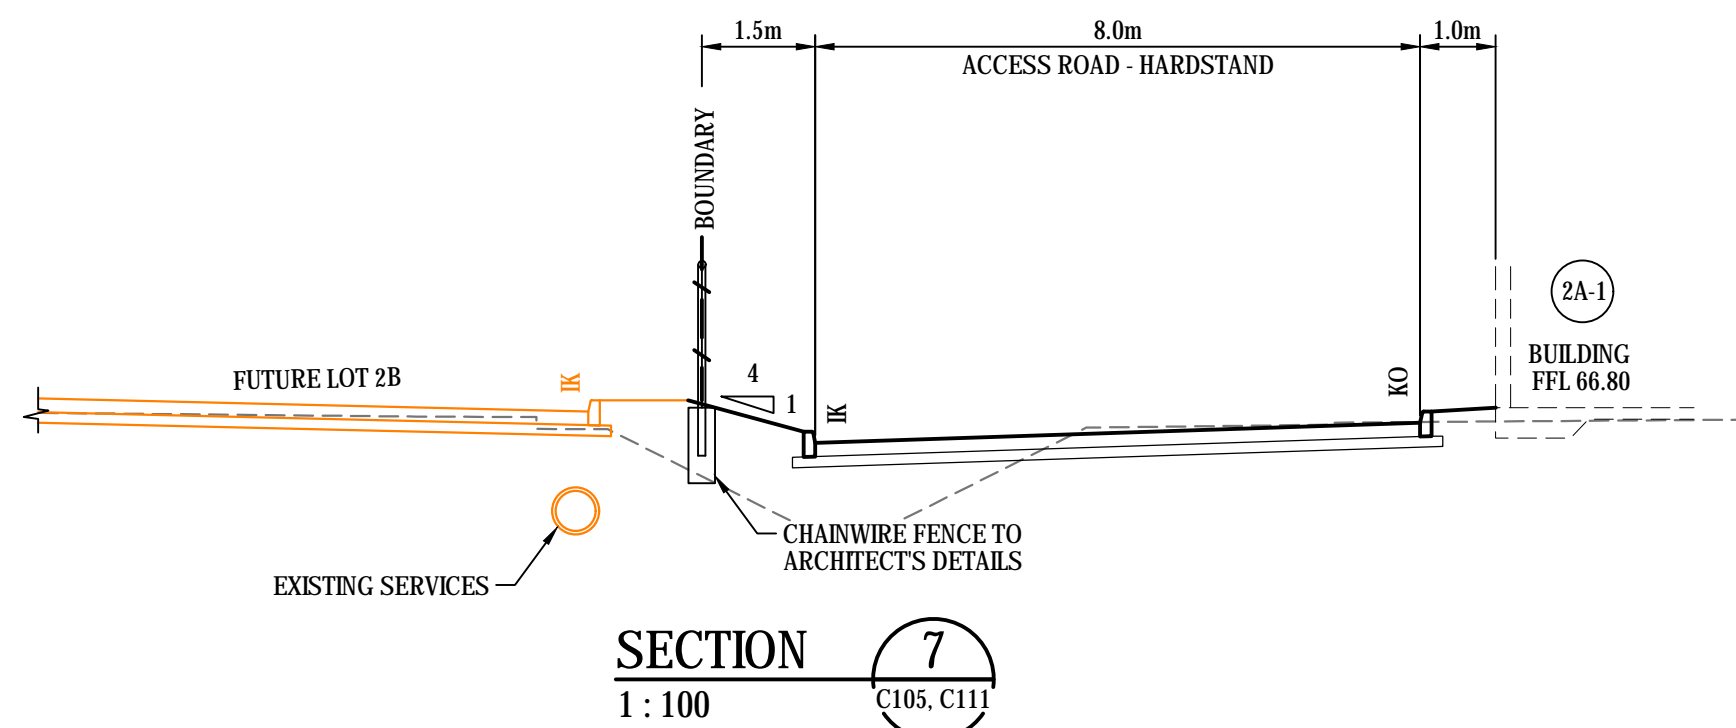 1.5m
8.0m
1.0m
ACCESS ROAD - HARDSTAND
BOUNDARY
2A-1
BUILDING
FFL 66.80
FUTURE LOT 2B
IK
4
1
IK
KO
CHAINWIRE FENCE TO
ARCHITECT'S DETAILS
EXISTING SERVICES
SECTION
7
1 : 100
C105, C111